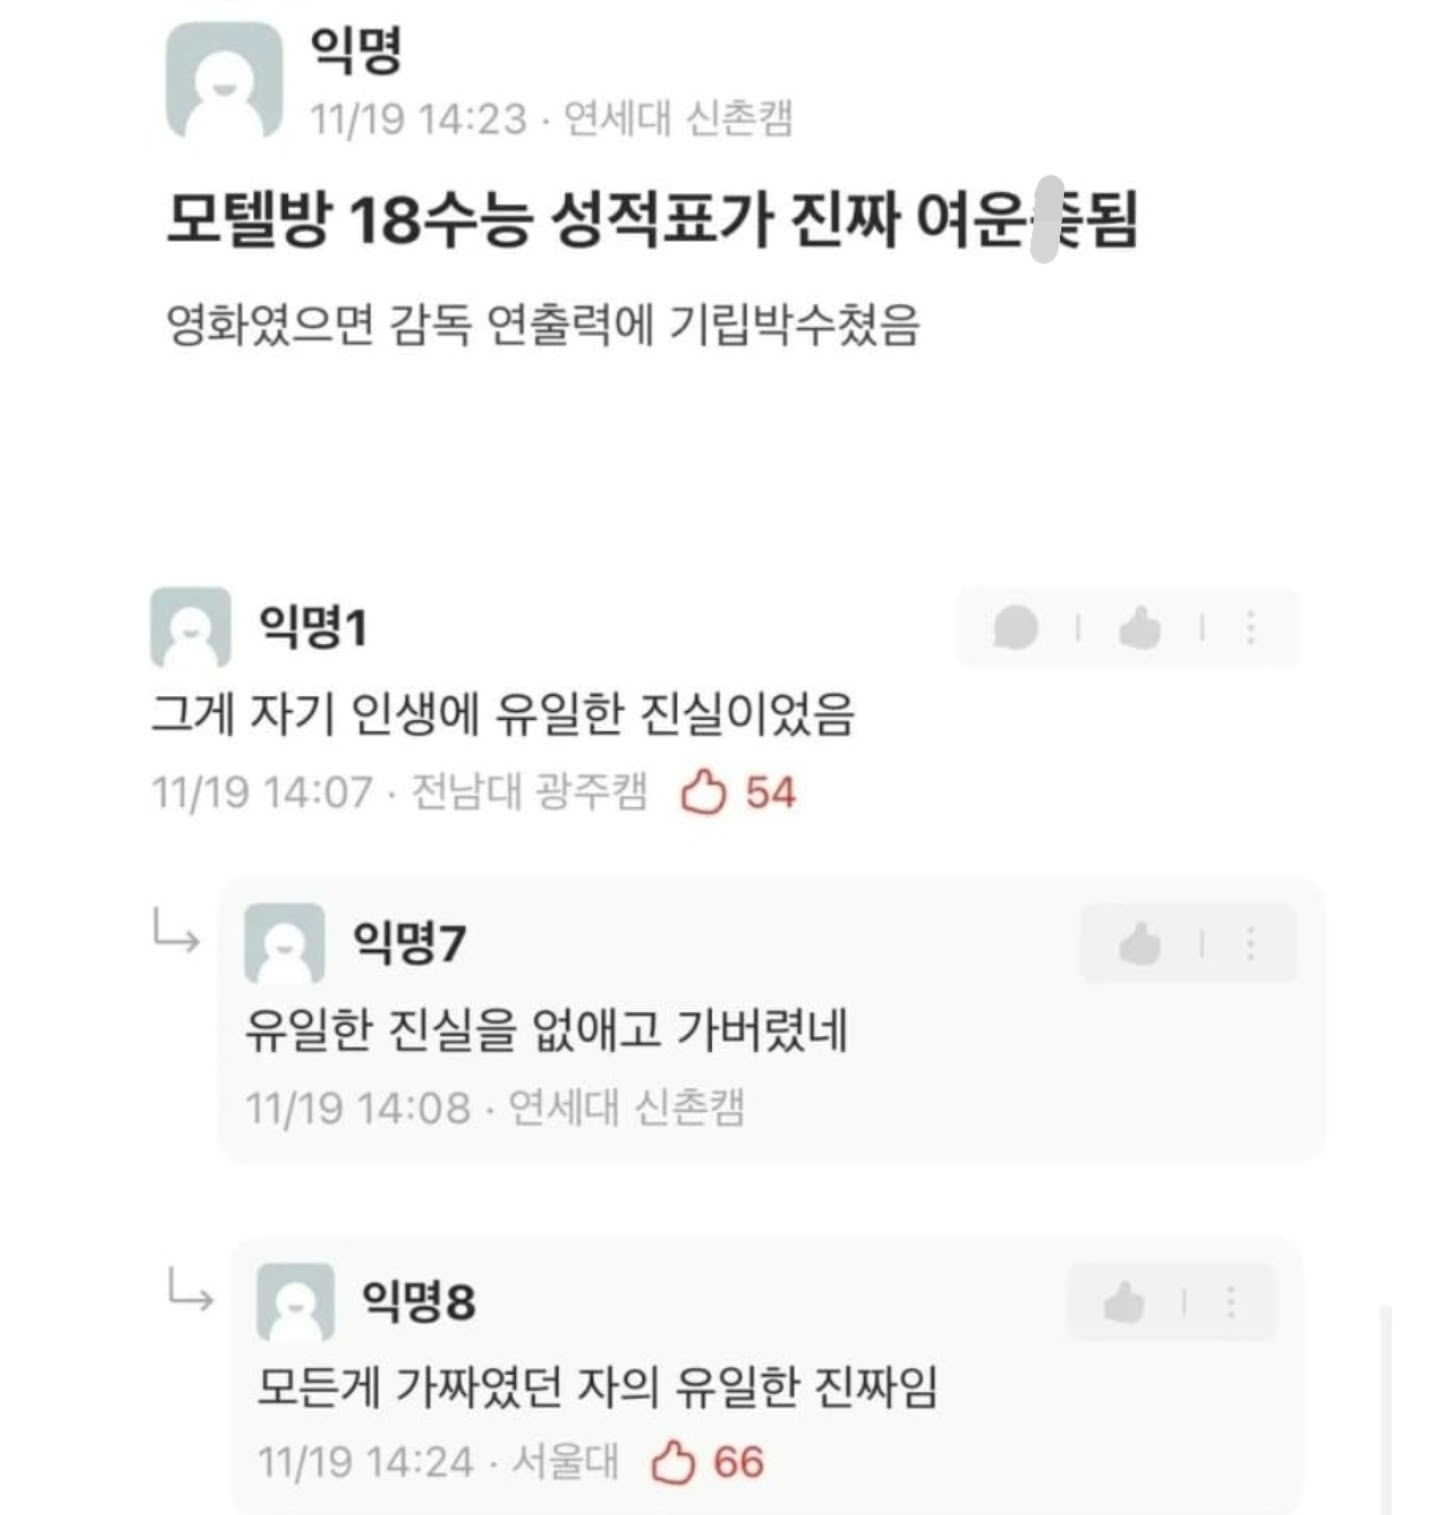 익명
11/19 14:23 · 연세대 신촌캠
모텔방 18수능 성적표가 진짜 여운 됨
영화였으면 감독 연출력에 기립박수쳤음
익명1
그게 자기 인생에 유일한 진실이었음
11/19 14:07 · 전남대 광주캠 54
익명7
유일한 진실을 없애고 가버렸네
11/19 14:08 · 연세대 신촌캠
익명8
모든게 가짜였던 자의 유일한 진짜임
11/19 14:24 · 서울대 66